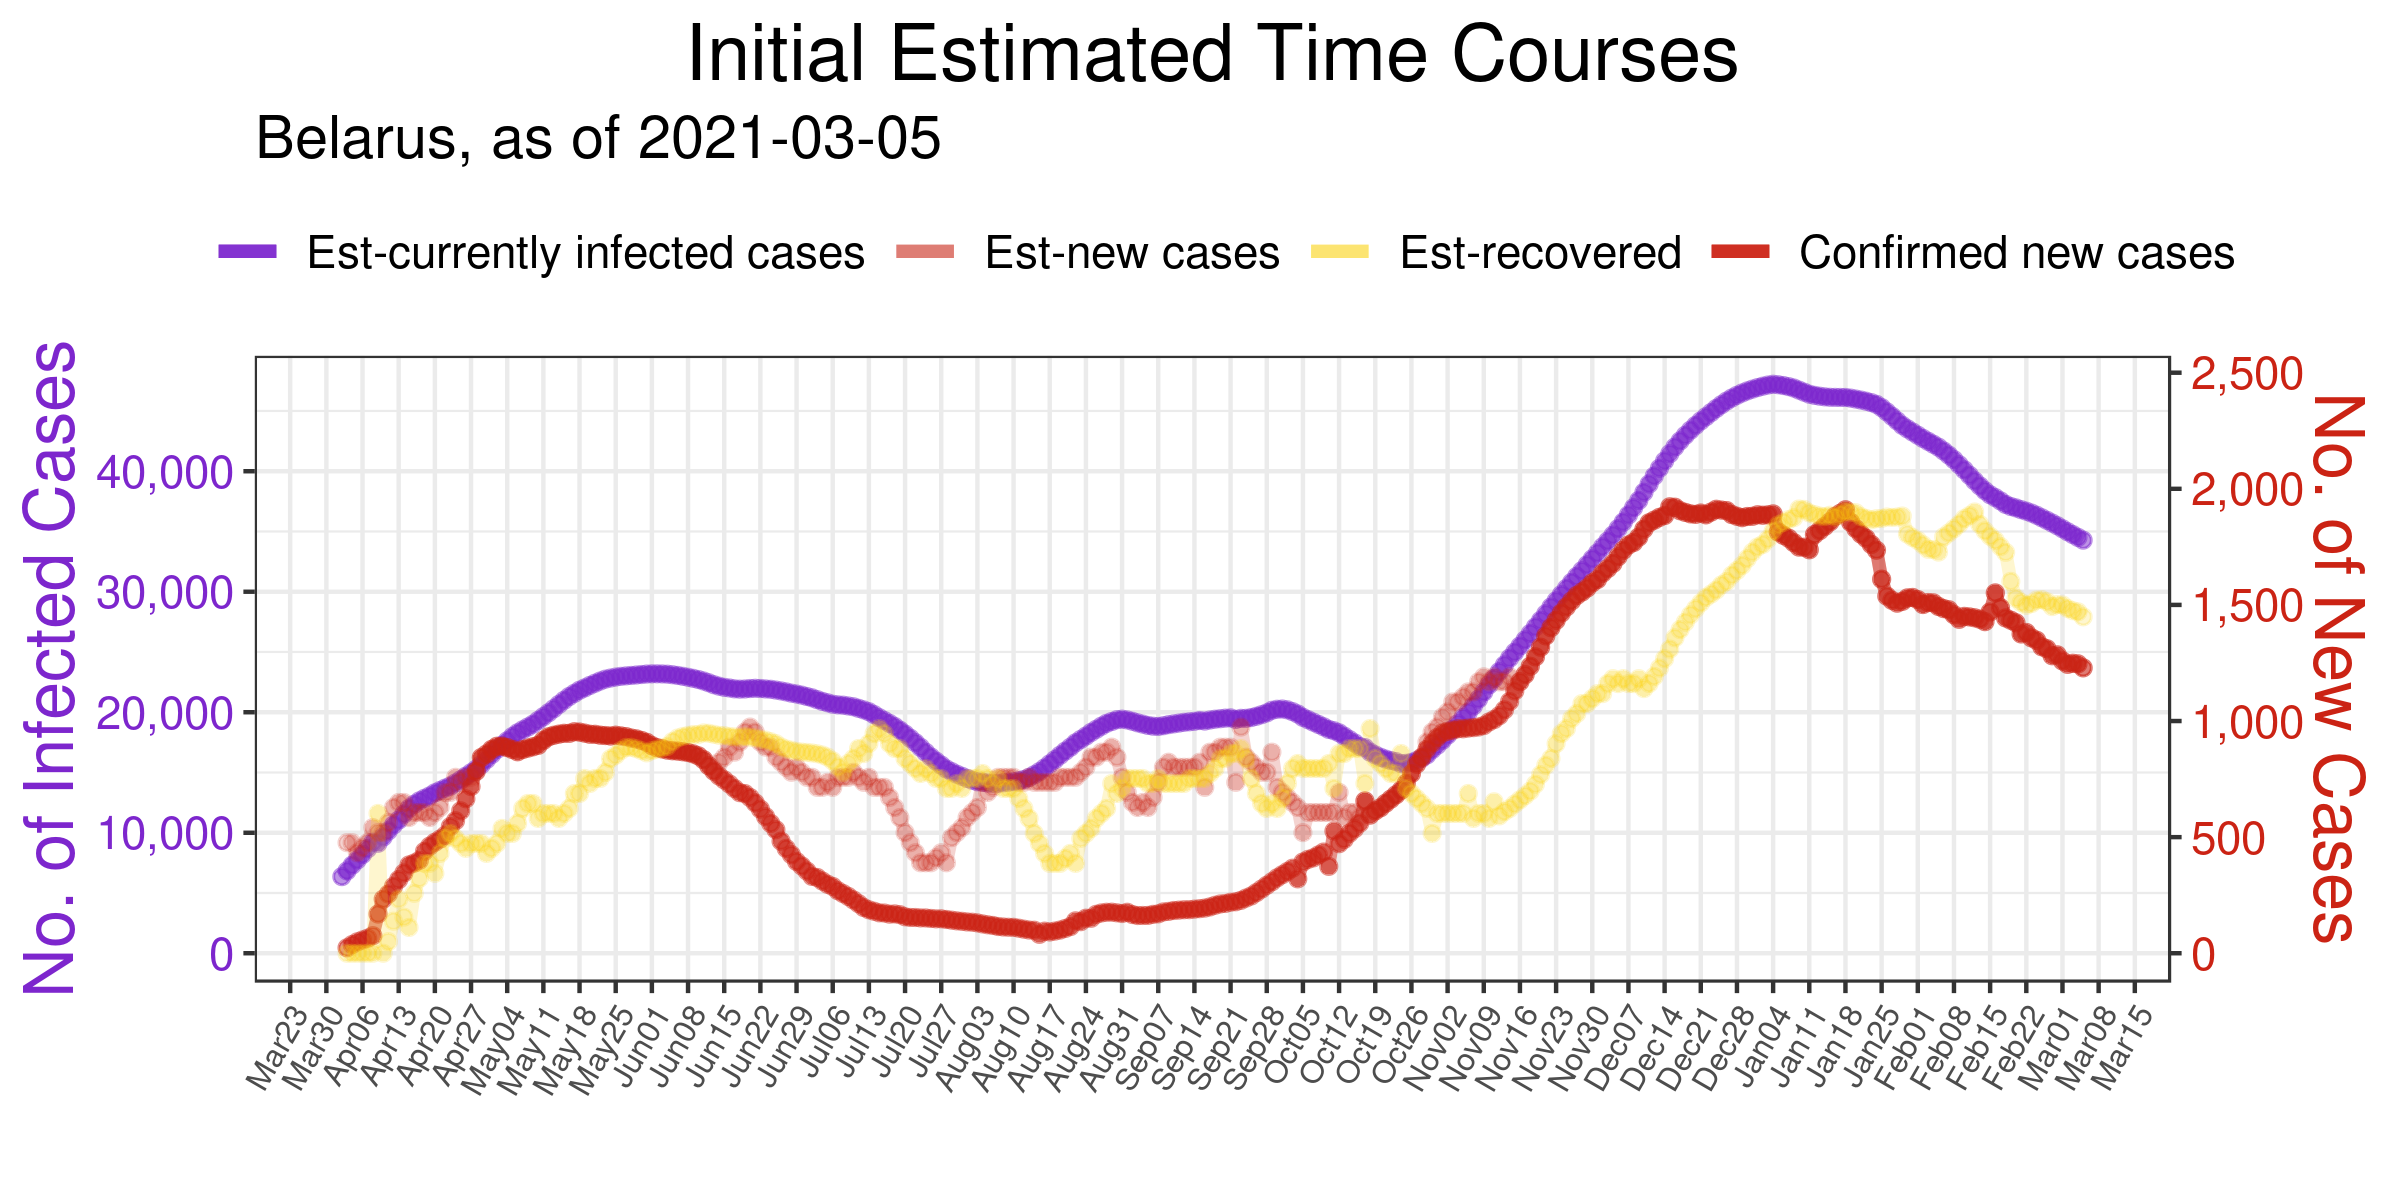 Initial Estimated Time Courses
Belarus, as of 2021-03-05
Est-currently infected cases Est-new cases Est-recovered Confirmed new cases
No. of Infected Cases
40,000
30,000
20,000
10,000
0
2,500
2,000
1,500
1,000
500
0
No. of New Cases
Mar23 Mar30 Apr06 Apr13 Apr20 Apr27 May04 May11 May18 May25 Jun01 Jun08 Jun15 Jun22 Jun29 Jul06 Jul13 Jul20 Jul27 Aug03 Aug10 Aug17 Aug24 Aug31 Sep07 Sep14 Sep21 Sep28 Oct05 Oct12 Oct19 Oct26 Nov02 Nov09 Nov16 Nov23 Nov30 Dec07 Dec14 Dec21 Dec28 Jan04 Jan11 Jan18 Jan25 Feb01 Feb08 Feb15 Feb22 Mar01 Mar08 Mar15